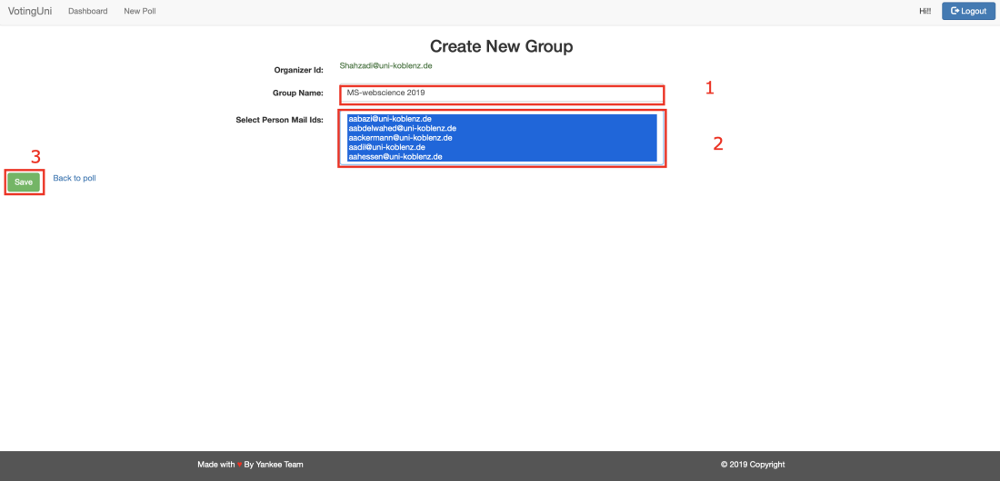 VotingUni Dashboard New Poll Hi!! Logout
Create New Group
Organizer Id: Shahzadi@uni-koblenz.de
Group Name: MS-webscience 2019 1
Select Person Mail Ids: aabazi@uni-koblenz.de
aabdelwahed@uni-koblenz.de
aackermann@uni-koblenz.de 2
aadil@uni-koblenz.de
aahessen@uni-koblenz.de
3
Save Back to poll
Made with ♥ By Yankee Team © 2019 Copyright